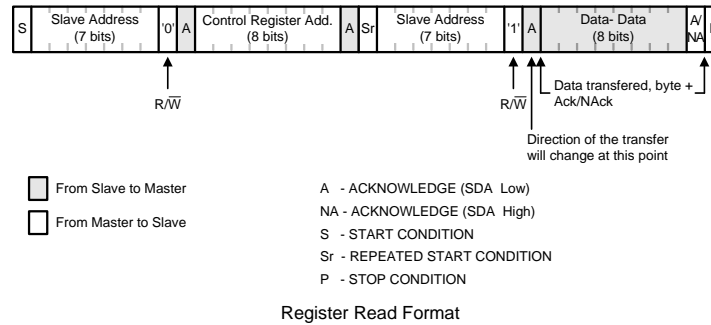 S Slave Address (7 bits) '0' A Control Register Add. (8 bits) A Sr Slave Address (7 bits) '1' A Data- Data (8 bits) A/ NA
R/W̅ R/W̅
Data transfered, byte +
Ack/NAck
Direction of the transfer
will change at this point
From Slave to Master
From Master to Slave
A - ACKNOWLEDGE (SDA Low)
NA - ACKNOWLEDGE (SDA High)
S - START CONDITION
Sr - REPEATED START CONDITION
P - STOP CONDITION
Register Read Format